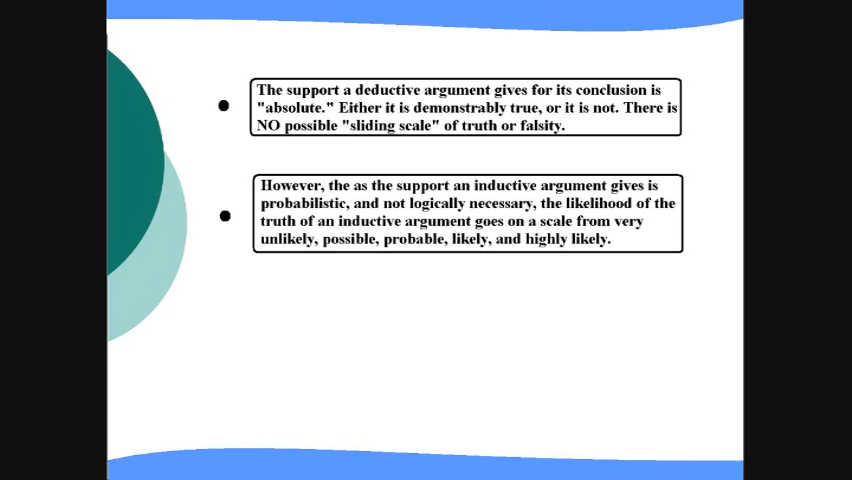 The support a deductive argument gives for its conclusion is
"absolute." Either it is demonstrably true, or it is not. There is
NO possible "sliding scale" of truth or falsity.
However, the as the support an inductive argument gives is
probabilistic, and not logically necessary, the likelihood of the
truth of an inductive argument goes on a scale from very
unlikely, possible, probable, likely, and highly likely.